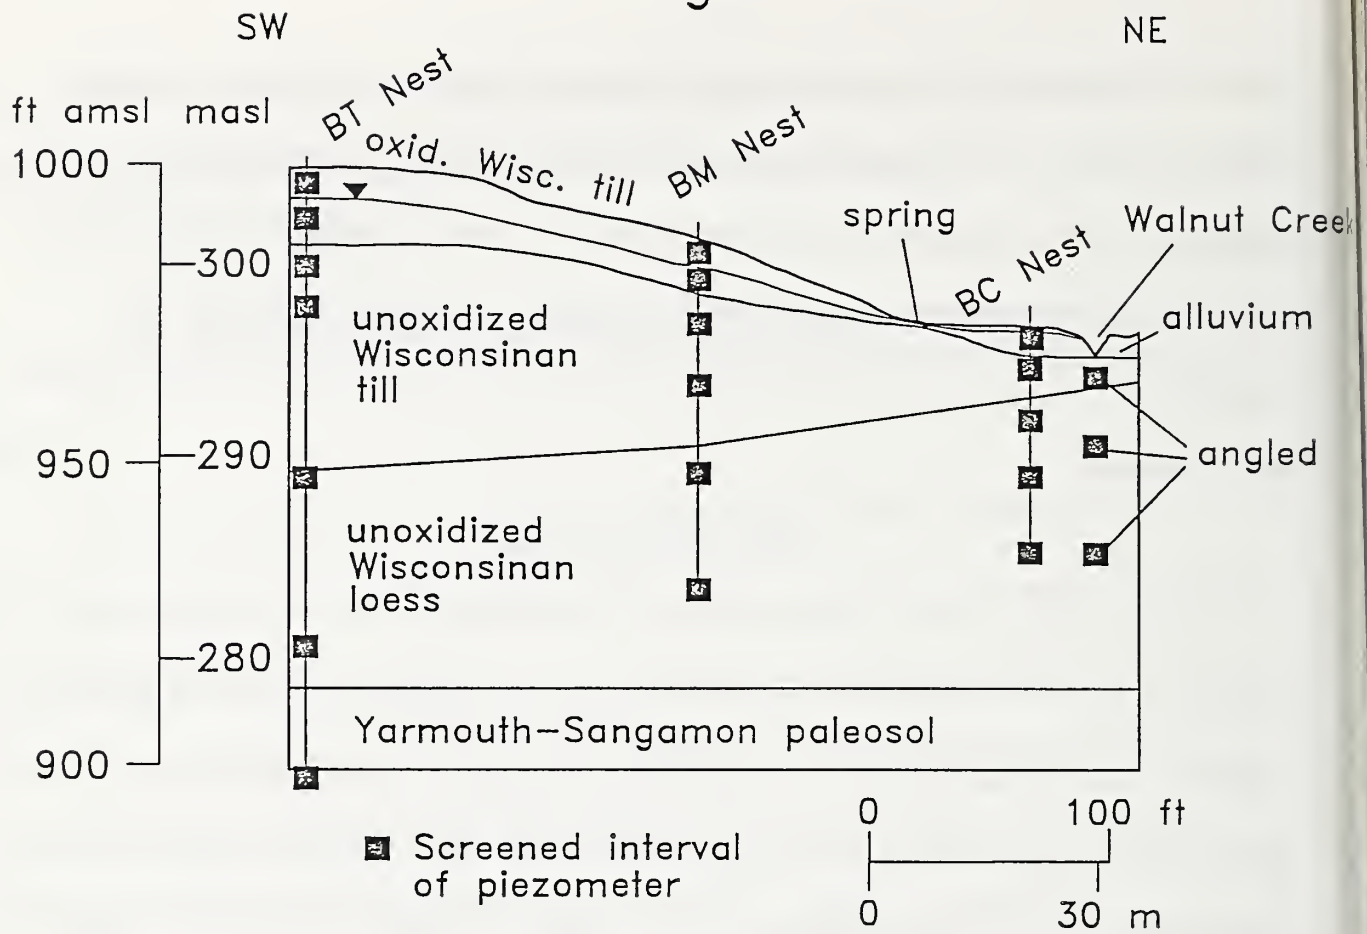 SW
NE
ft amsl masl
BT Nest
oxid. Wisc. till
BM Nest
1000
spring
Walnut Creek
BC Nest
300
alluvium
unoxidized
Wisconsinan
till
950
290
angled
unoxidized
Wisconsinan
loess
280
Yarmouth-Sangamon paleosol
900
0 100 ft
Screened interval
of piezometer
0 30 m